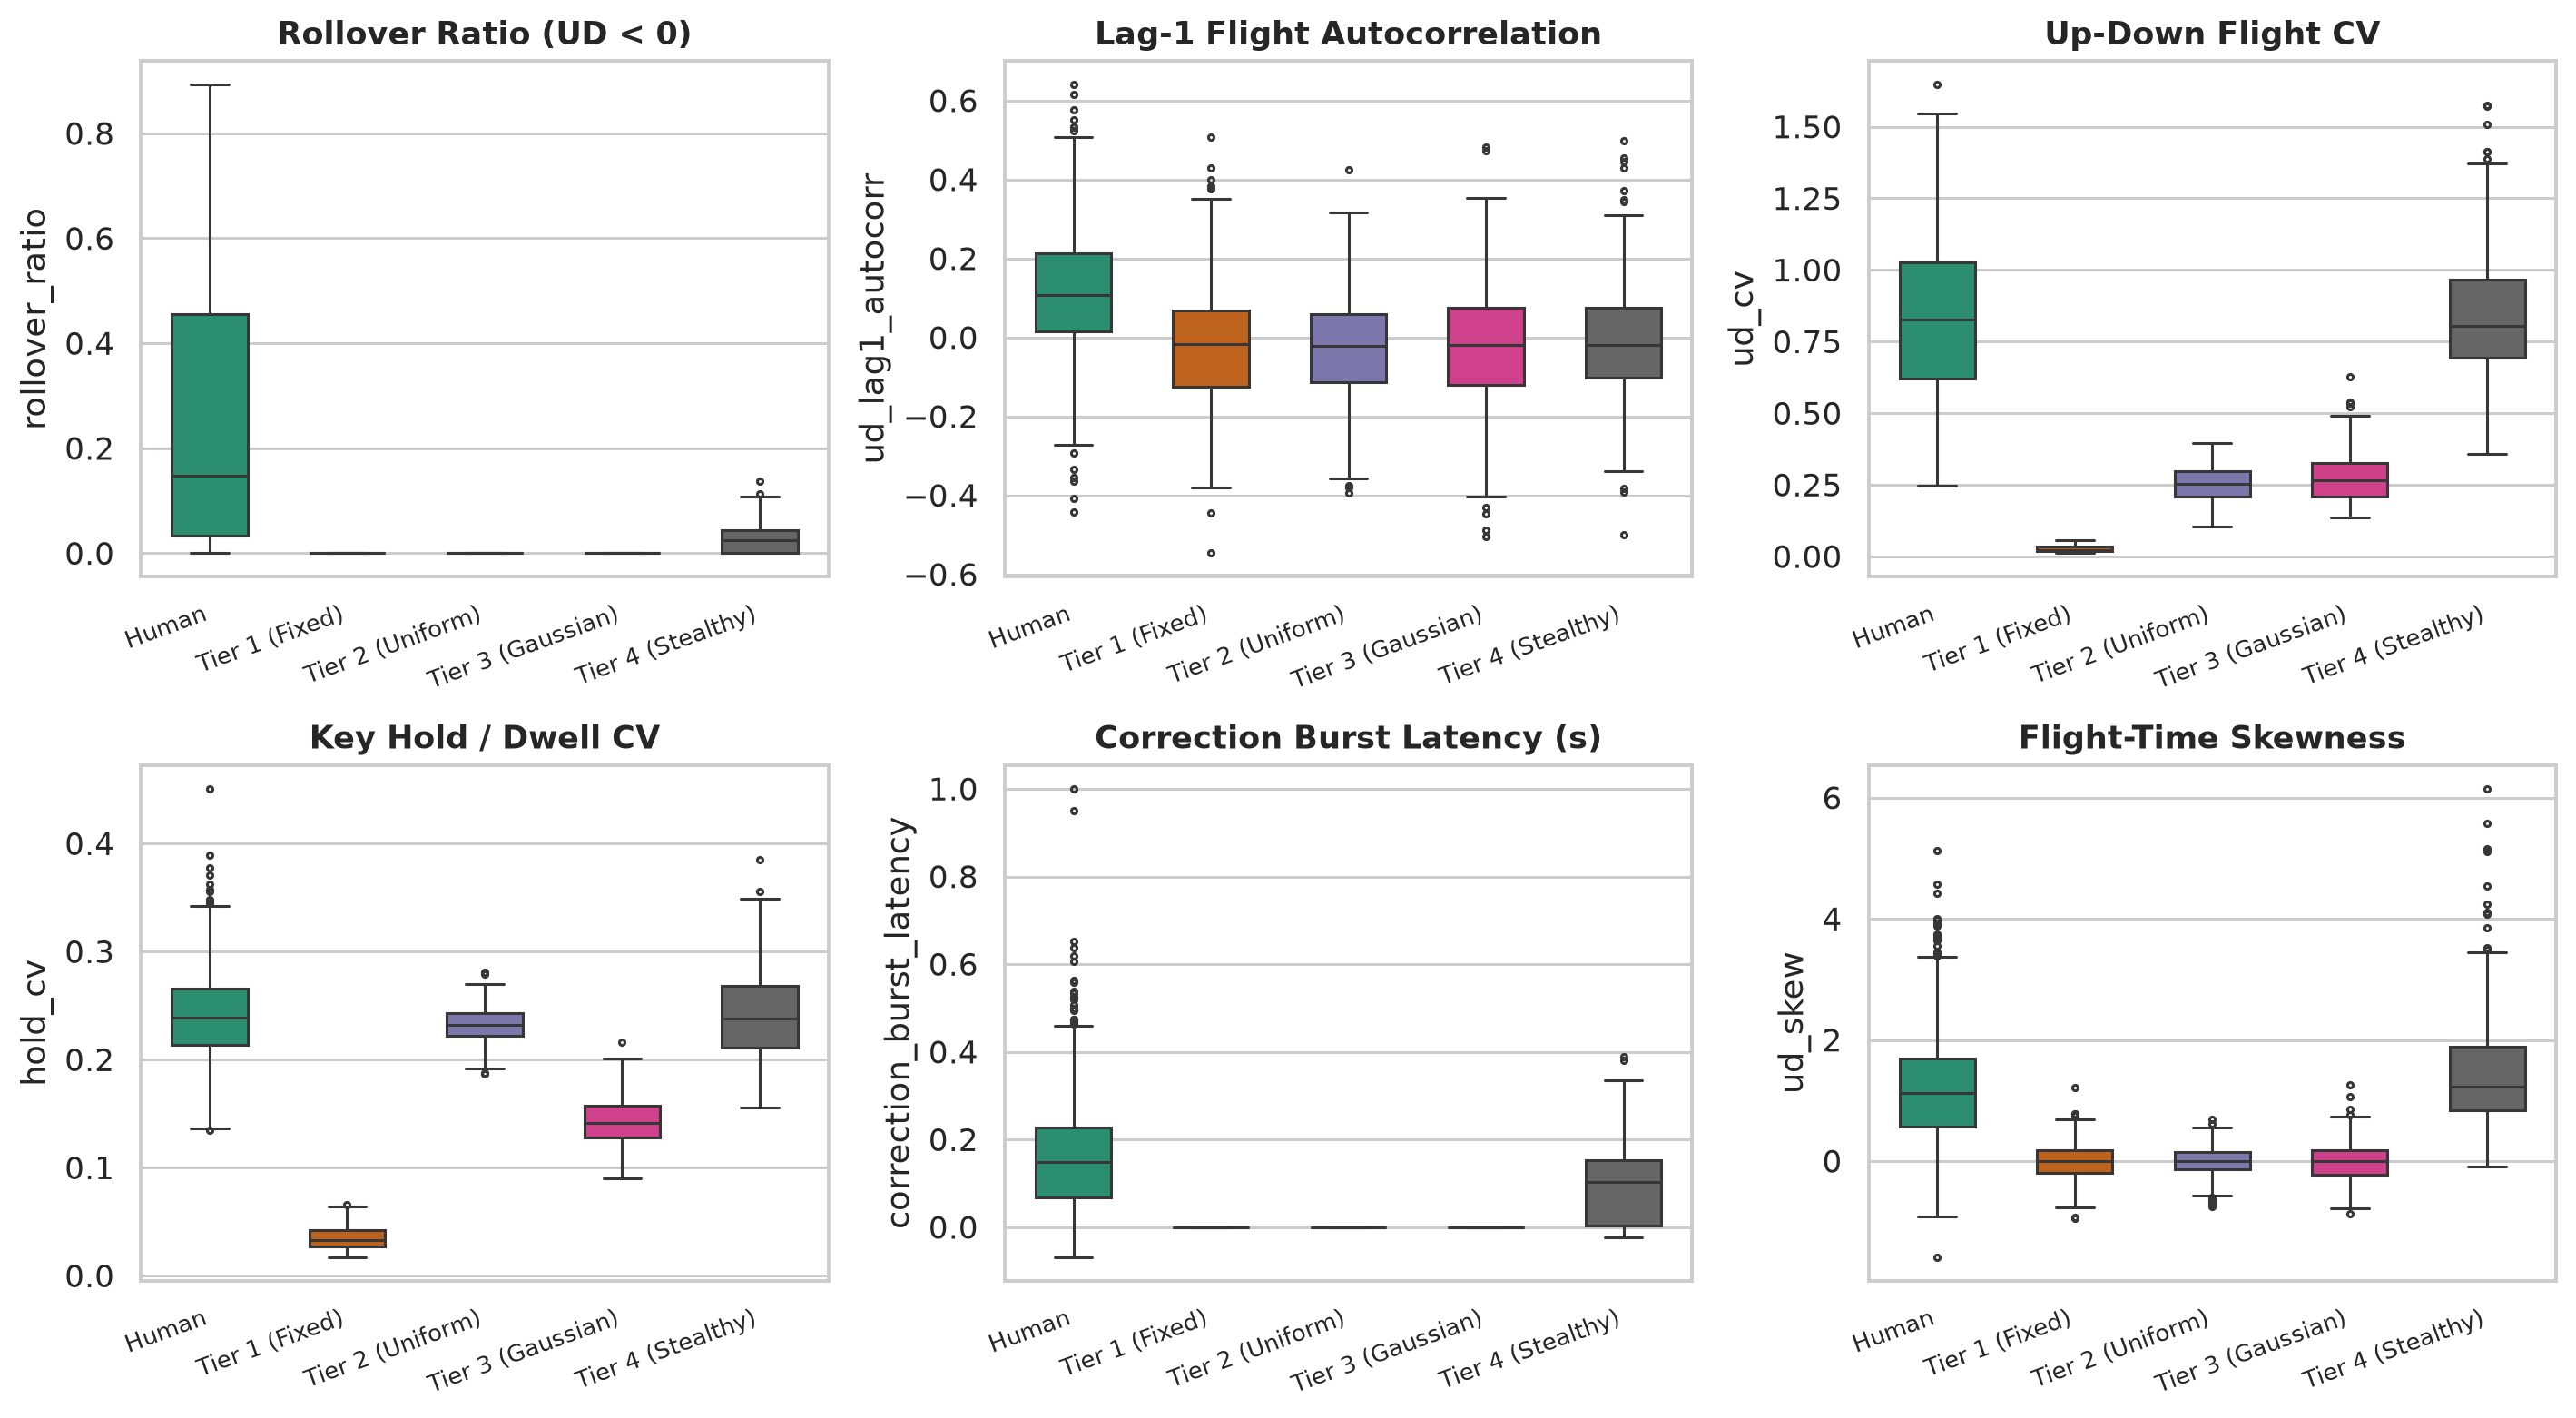 Rollover Ratio (UD < 0)
rollover_ratio
0.8
0.6
0.4
0.2
0.0
Human
Tier 1 (Fixed)
Tier 2 (Uniform)
Tier 3 (Gaussian)
Tier 4 (Stealthy)
Lag-1 Flight Autocorrelation
ud_lag1_autocorr
0.6
0.4
0.2
0.0
−0.2
−0.4
−0.6
Human
Tier 1 (Fixed)
Tier 2 (Uniform)
Tier 3 (Gaussian)
Tier 4 (Stealthy)
Up-Down Flight CV
ud_cv
1.50
1.25
1.00
0.75
0.50
0.25
0.00
Human
Tier 1 (Fixed)
Tier 2 (Uniform)
Tier 3 (Gaussian)
Tier 4 (Stealthy)
Key Hold / Dwell CV
hold_cv
0.4
0.3
0.2
0.1
0.0
Human
Tier 1 (Fixed)
Tier 2 (Uniform)
Tier 3 (Gaussian)
Tier 4 (Stealthy)
Correction Burst Latency (s)
correction_burst_latency
1.0
0.8
0.6
0.4
0.2
0.0
Human
Tier 1 (Fixed)
Tier 2 (Uniform)
Tier 3 (Gaussian)
Tier 4 (Stealthy)
Flight-Time Skewness
ud_skew
6
4
2
0
Human
Tier 1 (Fixed)
Tier 2 (Uniform)
Tier 3 (Gaussian)
Tier 4 (Stealthy)